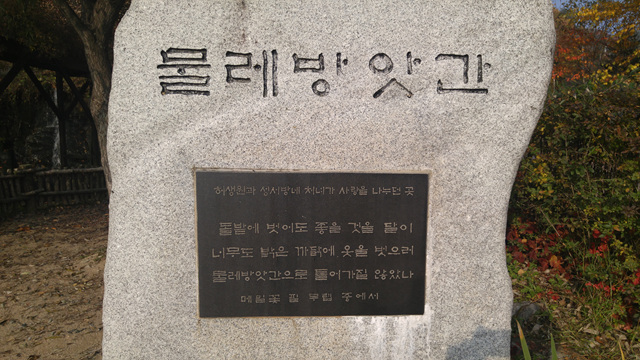 물레방앗간
허생원과 성서방네 처녀가 사랑을 나누던 곳
돌밭에 벗어도 좋을 것을 달이
너무도 밝은 까닭에 옷을 벗으러
물레방앗간으로 들어가질 않았나
메밀꽃 필 무렵 중에서